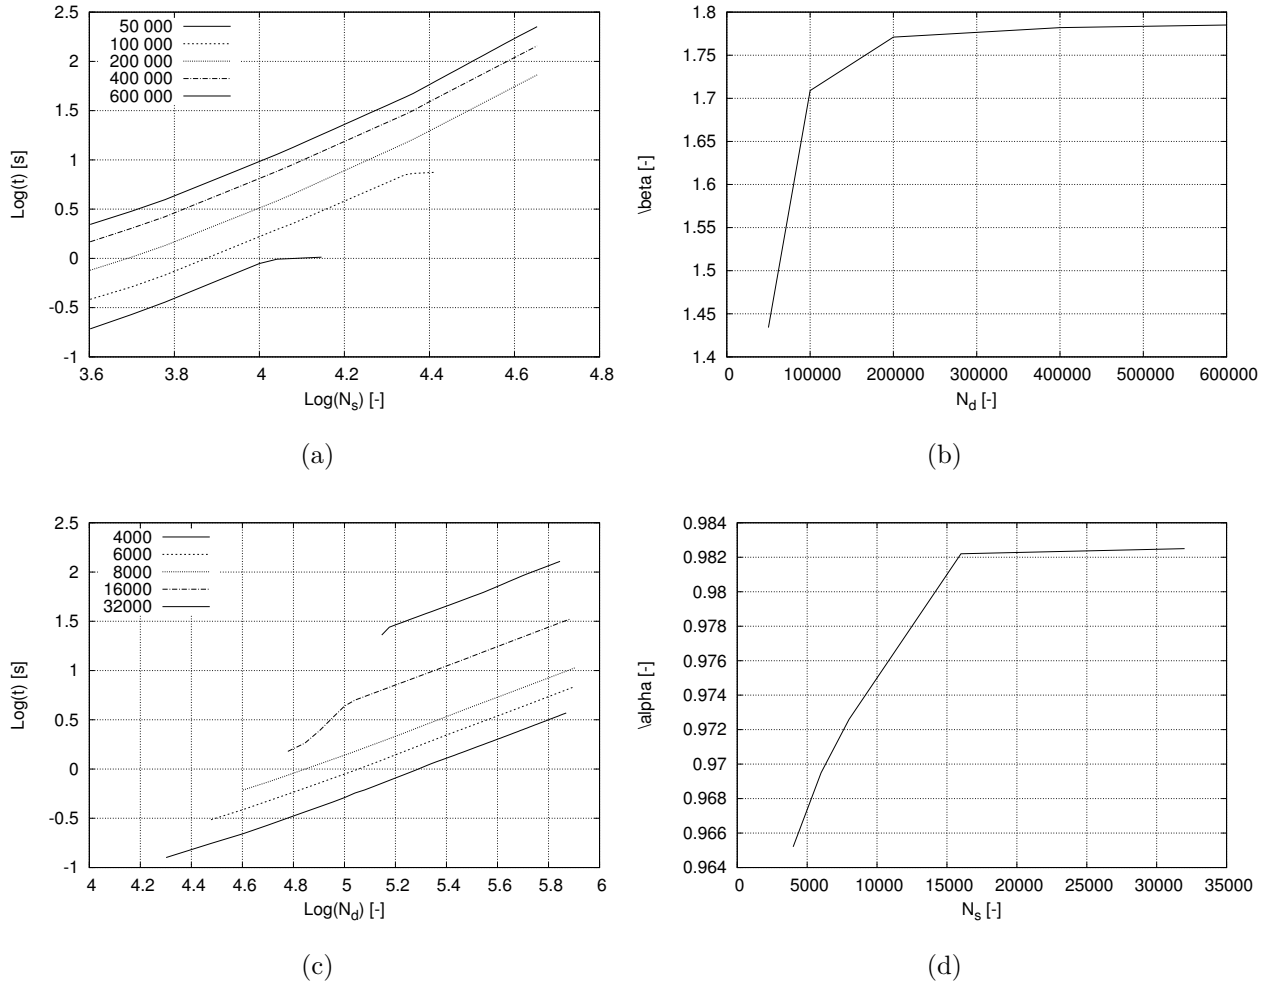 2.5
2
1.5
1
0.5
0
-0.5
-1
3.6 3.8 4 4.2 4.4 4.6 4.8
Log(t) [s]
Log(N_s) [-]
50 000
100 000
200 000
400 000
600 000
(a)
1.8
1.75
1.7
1.65
1.6
1.55
1.5
1.45
1.4
0 100000 200000 300000 400000 500000 600000
\beta [-]
N_d [-]
(b)
2.5
2
1.5
1
0.5
0
-0.5
-1
4 4.2 4.4 4.6 4.8 5 5.2 5.4 5.6 5.8 6
Log(t) [s]
Log(N_d) [-]
4000
6000
8000
16000
32000
(c)
0.984
0.982
0.98
0.978
0.976
0.974
0.972
0.97
0.968
0.966
0.964
0 5000 10000 15000 20000 25000 30000 35000
\alpha [-]
N_s [-]
(d)